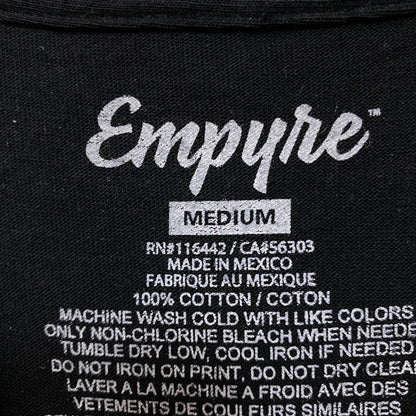 Empyre™
MEDIUM
RN#116442 / CA#56303
MADE IN MEXICO
FABRIQUE AU MEXIQUE
100% COTTON / COTON
MACHINE WASH COLD WITH LIKE COLORS
ONLY NON-CHLORINE BLEACH WHEN NEEDE
TUMBLE DRY LOW, COOL IRON IF NEEDED
DO NOT IRON ON PRINT, DO NOT DRY CLEA
LAVER A LA MACHINE A FROID AVEC DES
VETEMENTS DE COULEURS SIMILAIRES